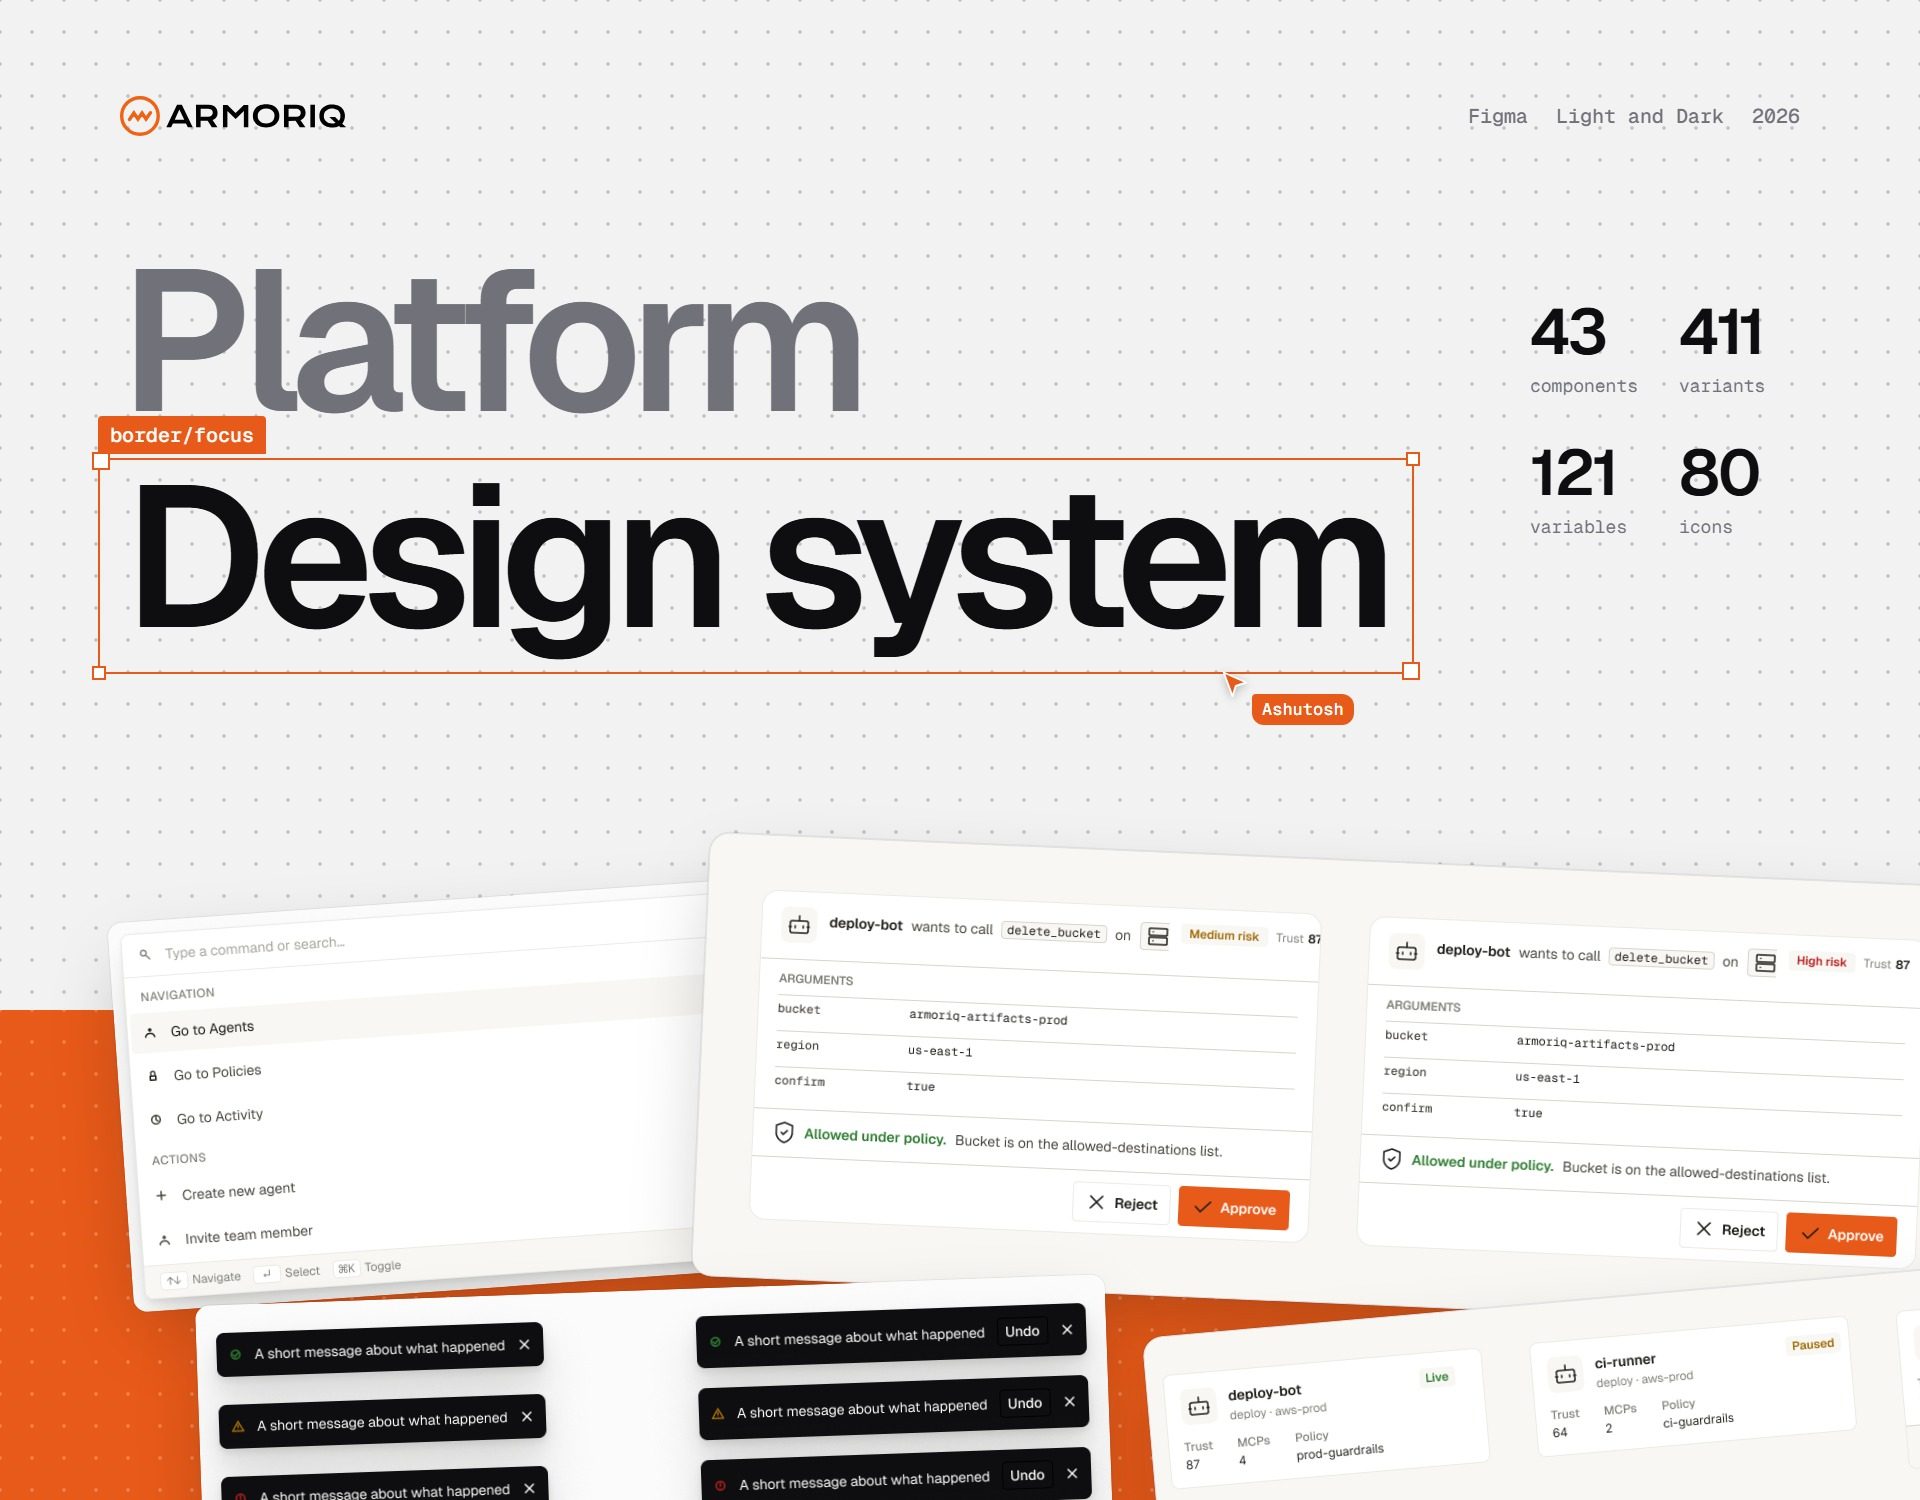 ARMORIQ
Figma Light and Dark 2026
Platform
border/focus
Design system
Ashutosh
43 components
411 variants
121 variables
80 icons
Type a command or search...
NAVIGATION
Go to Agents
Go to Policies
Go to Activity
ACTIONS
Create new agent
Invite team member
↑↓ Navigate ↵ Select ⌘K Toggle
deploy-bot wants to call delete_bucket on Medium risk Trust 87
ARGUMENTS
bucket armoriq-artifacts-prod
region us-east-1
confirm true
Allowed under policy. Bucket is on the allowed-destinations list.
Reject Approve
deploy-bot wants to call delete_bucket on High risk Trust 87
ARGUMENTS
bucket armoriq-artifacts-prod
region us-east-1
confirm true
Allowed under policy. Bucket is on the allowed-destinations list.
Reject Approve
A short message about what happened
A short message about what happened
A short message about what happened
A short message about what happened Undo
A short message about what happened Undo
A short message about what happened Undo
deploy-bot Live
deploy · aws-prod
Trust MCPs Policy
87 4 prod-guardrails
ci-runner Paused
deploy · aws-prod
Trust MCPs Policy
64 2 ci-guardrails